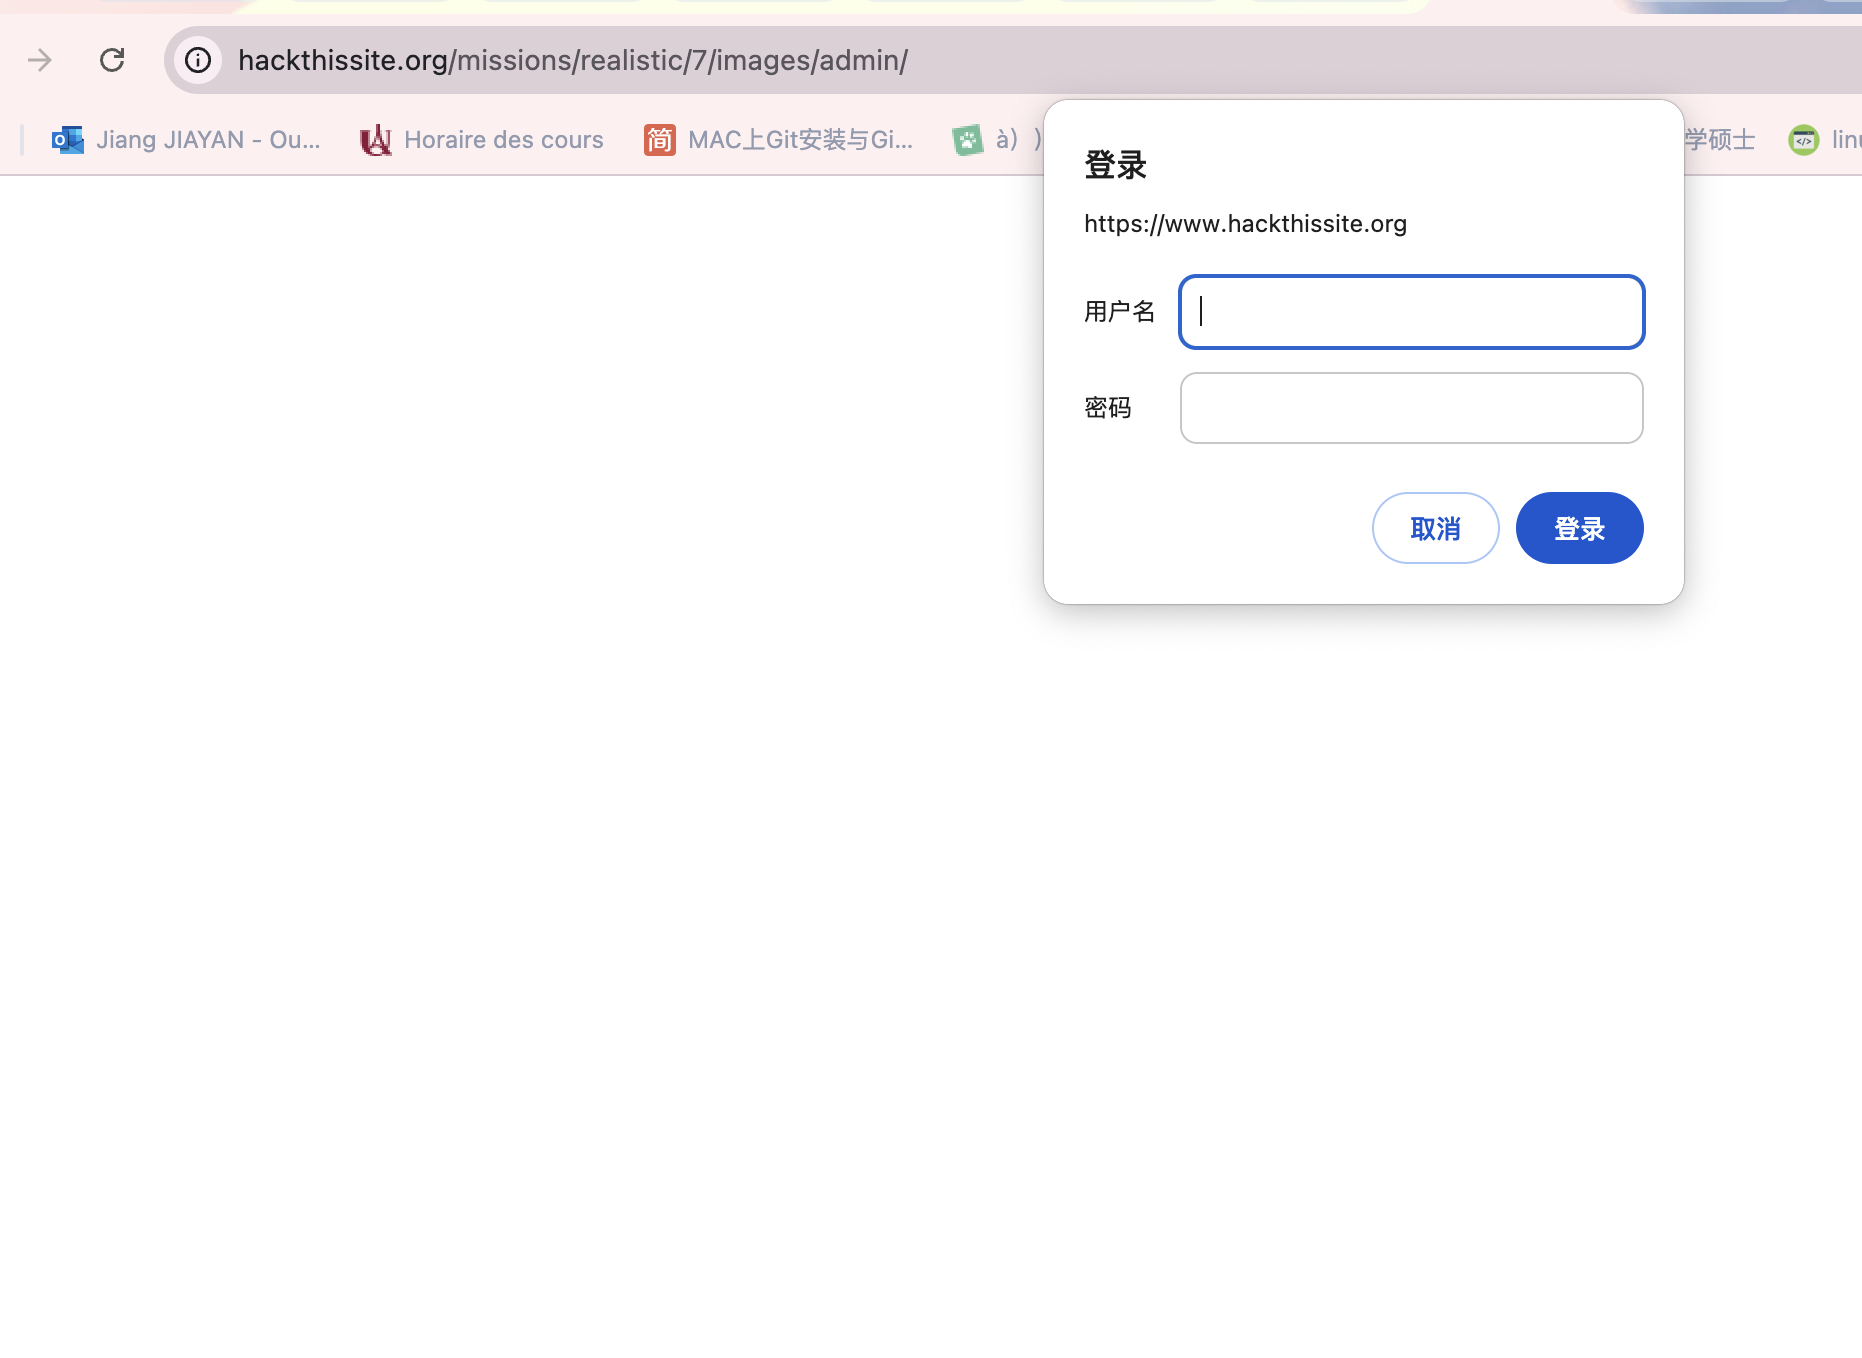 hackthissite.org/missions/realistic/7/images/admin/
Jiang JIAYAN - Ou...
Horaire des cours
简 MAC上Git安装与Gi...
à) )
学硕士
linu
登录
https://www.hackthissite.org
用户名
密码
取消 登录